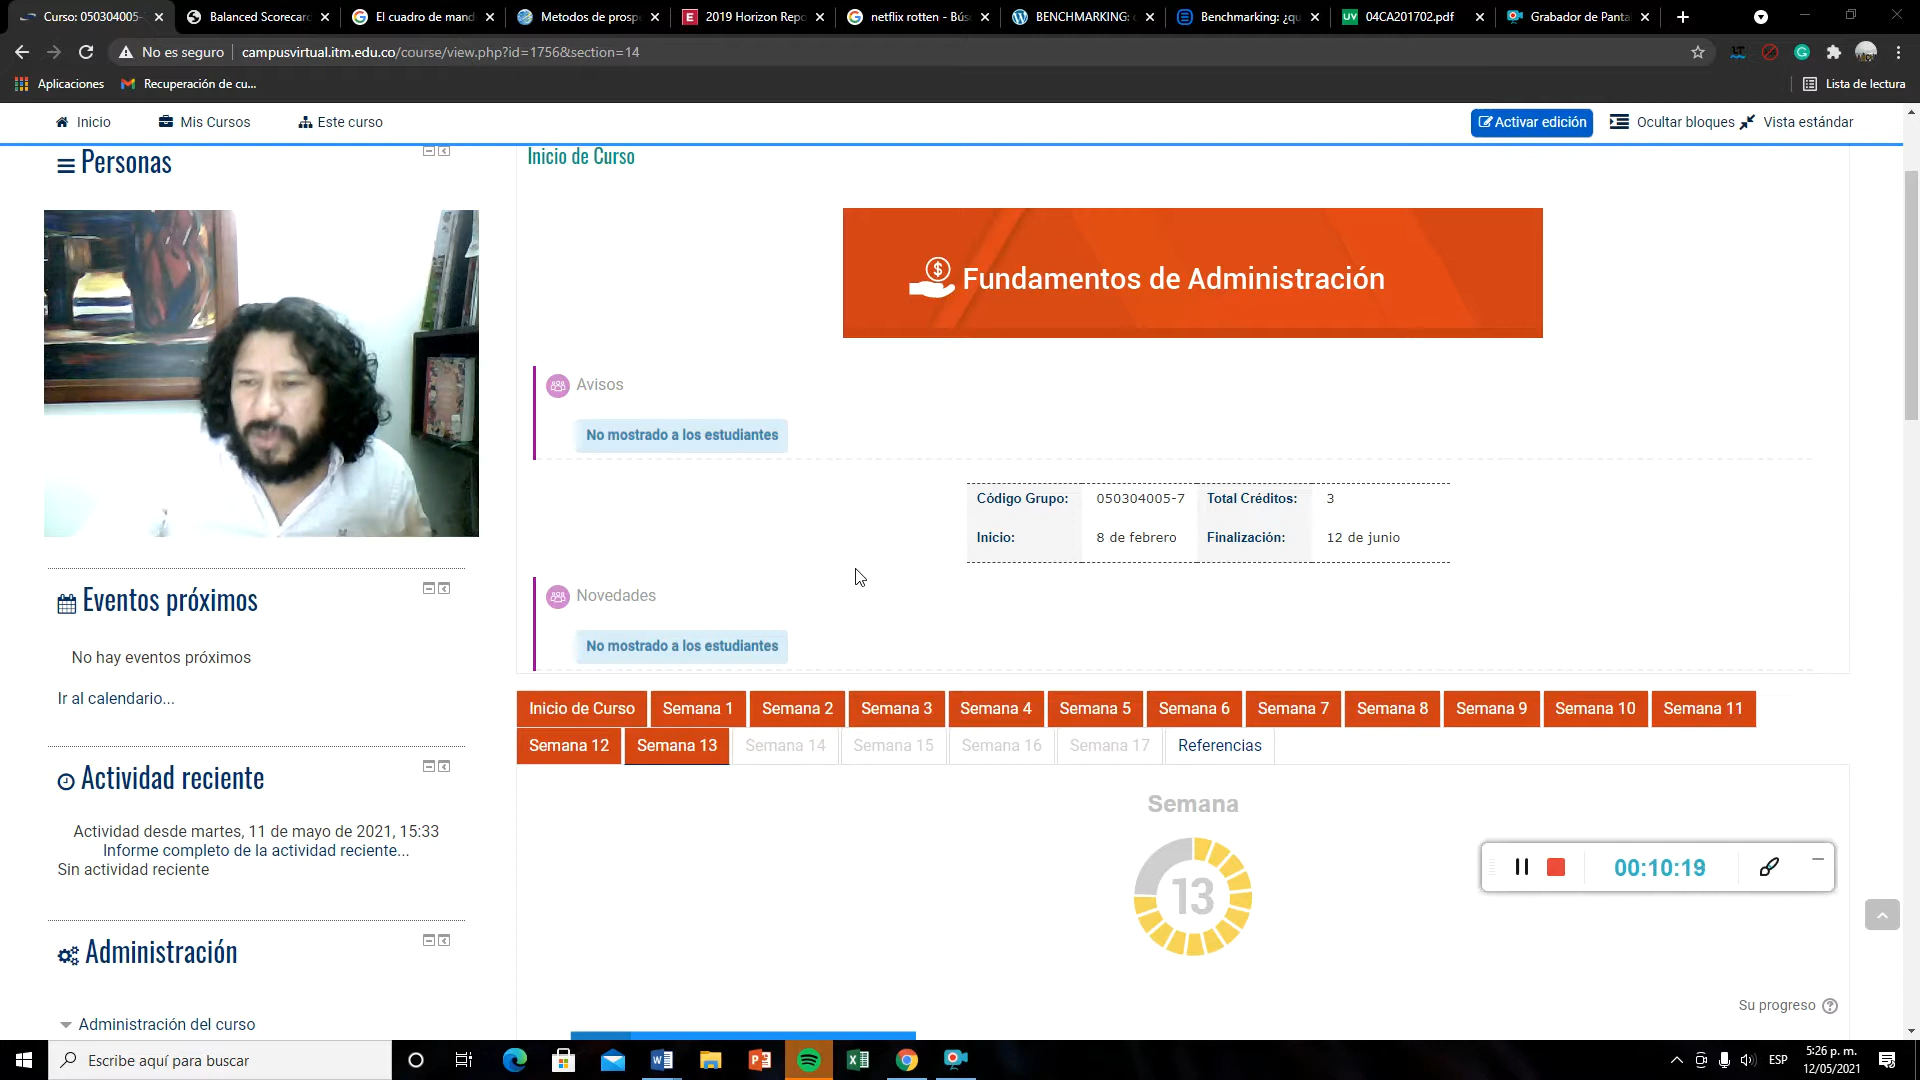 Curso: 050304005-
Balanced Scorecard
El cuadro de mand
Metodos de prosp
2019 Horizon Repo
netflix rotten - Bús
BENCHMARKING:
Benchmarking: ¿qu
UV
04CA201702.pdf
Grabador de Panta
No es seguro
campusvirtual.itm.edu.co/course/view.php?id=1756&section=14
Aplicaciones
Recuperación de cu...
Lista de lectura
Inicio
Mis Cursos
Este curso
Activar edición
Ocultar bloques
Vista estándar
Personas
Inicio de Curso
Fundamentos de Administración
Avisos
No mostrado a los estudiantes
Código Grupo: 050304005-7 Total Créditos: 3
Inicio: 8 de febrero Finalización: 12 de junio
Novedades
No mostrado a los estudiantes
Eventos próximos
No hay eventos próximos
Ir al calendario...
Inicio de Curso Semana 1 Semana 2 Semana 3 Semana 4 Semana 5 Semana 6 Semana 7 Semana 8 Semana 9 Semana 10 Semana 11
Semana 12 Semana 13 Semana 14 Semana 15 Semana 16 Semana 17 Referencias
Actividad reciente
Actividad desde martes, 11 de mayo de 2021, 15:33
Informe completo de la actividad reciente...
Sin actividad reciente
Semana
13
00:10:19
Su progreso
Administración
Administración del curso
Escribe aquí para buscar
ESP
5:26 p. m.
12/05/2021